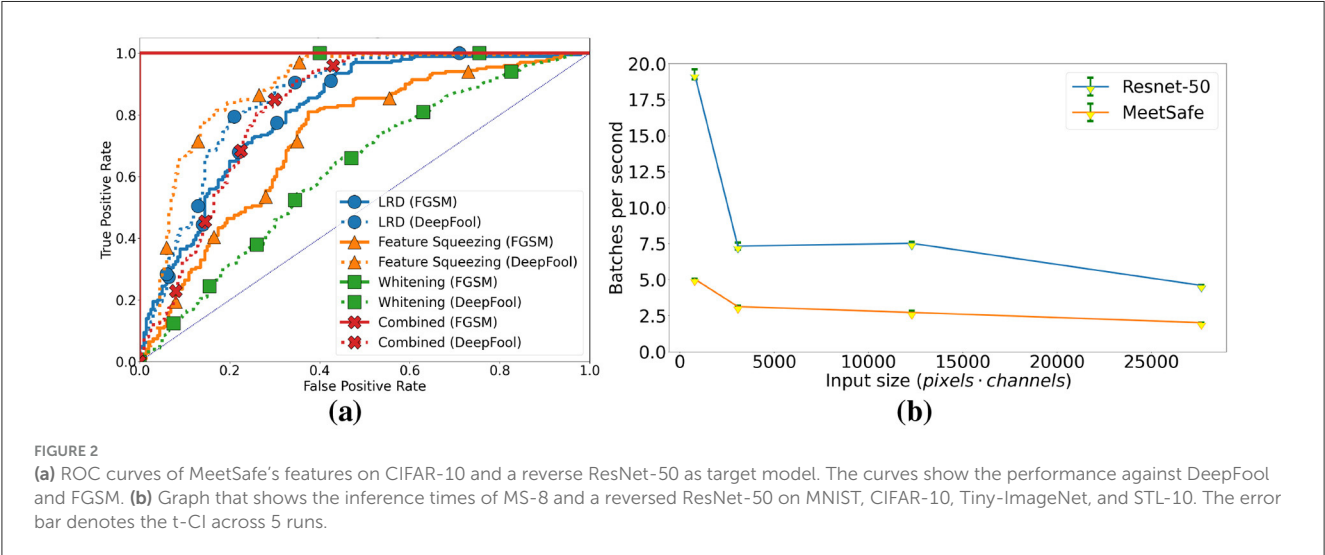 1.0
0.8
0.6
0.4
0.2
0.0
True Positive Rate
0.0 0.2 0.4 0.6 0.8 1.0
False Positive Rate
LRD (FGSM)
LRD (DeepFool)
Feature Squeezing (FGSM)
Feature Squeezing (DeepFool)
Whitening (FGSM)
Whitening (DeepFool)
Combined (FGSM)
Combined (DeepFool)
(a)
20.0
17.5
15.0
12.5
10.0
7.5
5.0
2.5
0.0
Batches per second
Resnet-50
MeetSafe
0 5000 10000 15000 20000 25000
Input size (pixels · channels)
(b)
FIGURE 2
(a) ROC curves of MeetSafe's features on CIFAR-10 and a reverse ResNet-50 as target model. The curves show the performance against DeepFool
and FGSM. (b) Graph that shows the inference times of MS-8 and a reversed ResNet-50 on MNIST, CIFAR-10, Tiny-ImageNet, and STL-10. The error
bar denotes the t-CI across 5 runs.